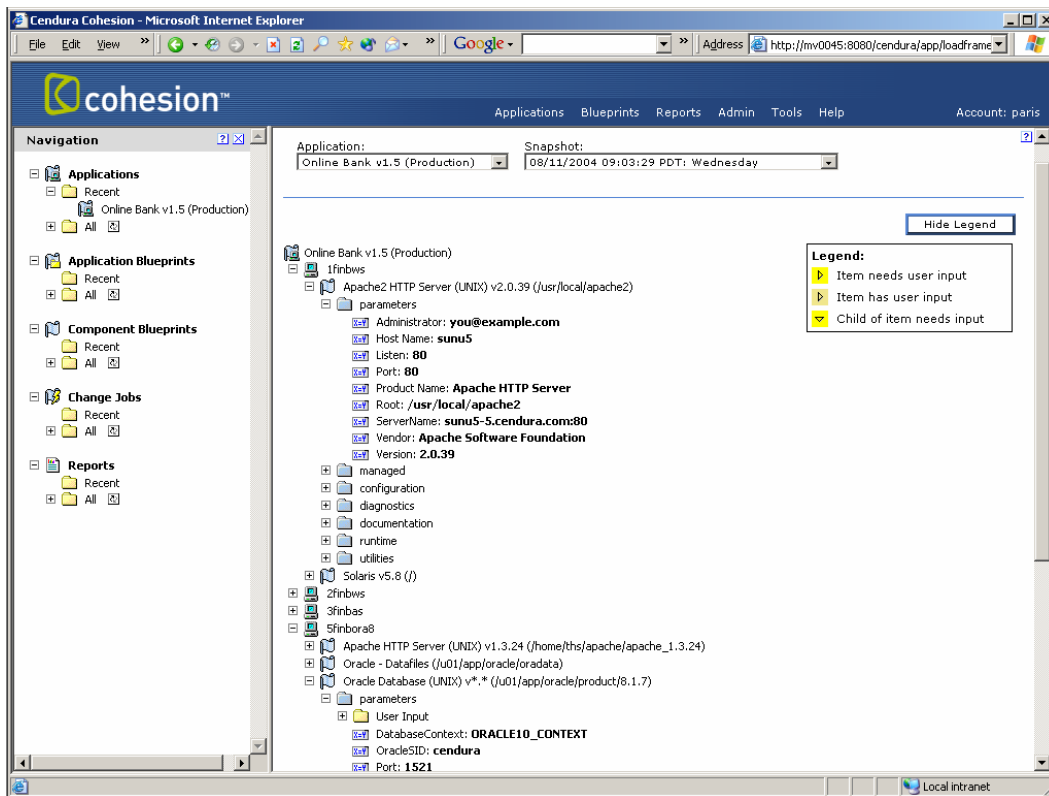 Cendura Cohesion - Microsoft Internet Explorer
File Edit View » » Google - » Address http://mv0045:8080/cendura/app/loadframe
cohesion™
Applications Blueprints Reports Admin Tools Help Account: paris
Navigation
Applications
Recent
Online Bank v1.5 (Production)
All
Application Blueprints
Recent
All
Component Blueprints
Recent
All
Change Jobs
Recent
All
Reports
Recent
All
Application: Snapshot:
Online Bank v1.5 (Production) 08/11/2004 09:03:29 PDT: Wednesday
Hide Legend
Legend:
Item needs user input
Item has user input
Child of item needs input
Online Bank v1.5 (Production)
1finbws
Apache2 HTTP Server (UNIX) v2.0.39 (/usr/local/apache2)
parameters
Administrator: you@example.com
Host Name: sunu5
Listen: 80
Port: 80
Product Name: Apache HTTP Server
Root: /usr/local/apache2
ServerName: sunu5-5.cendura.com:80
Vendor: Apache Software Foundation
Version: 2.0.39
managed
configuration
diagnostics
documentation
runtime
utilities
Solaris v5.8 (/)
2finbws
3finbas
5finbora8
Apache HTTP Server (UNIX) v1.3.24 (/home/ths/apache/apache_1.3.24)
Oracle - Datafiles (/u01/app/oracle/oradata)
Oracle Database (UNIX) v*.* (/u01/app/oracle/product/8.1.7)
parameters
User Input
DatabaseContext: ORACLE10_CONTEXT
OracleSID: cendura
Port: 1521
Local intranet